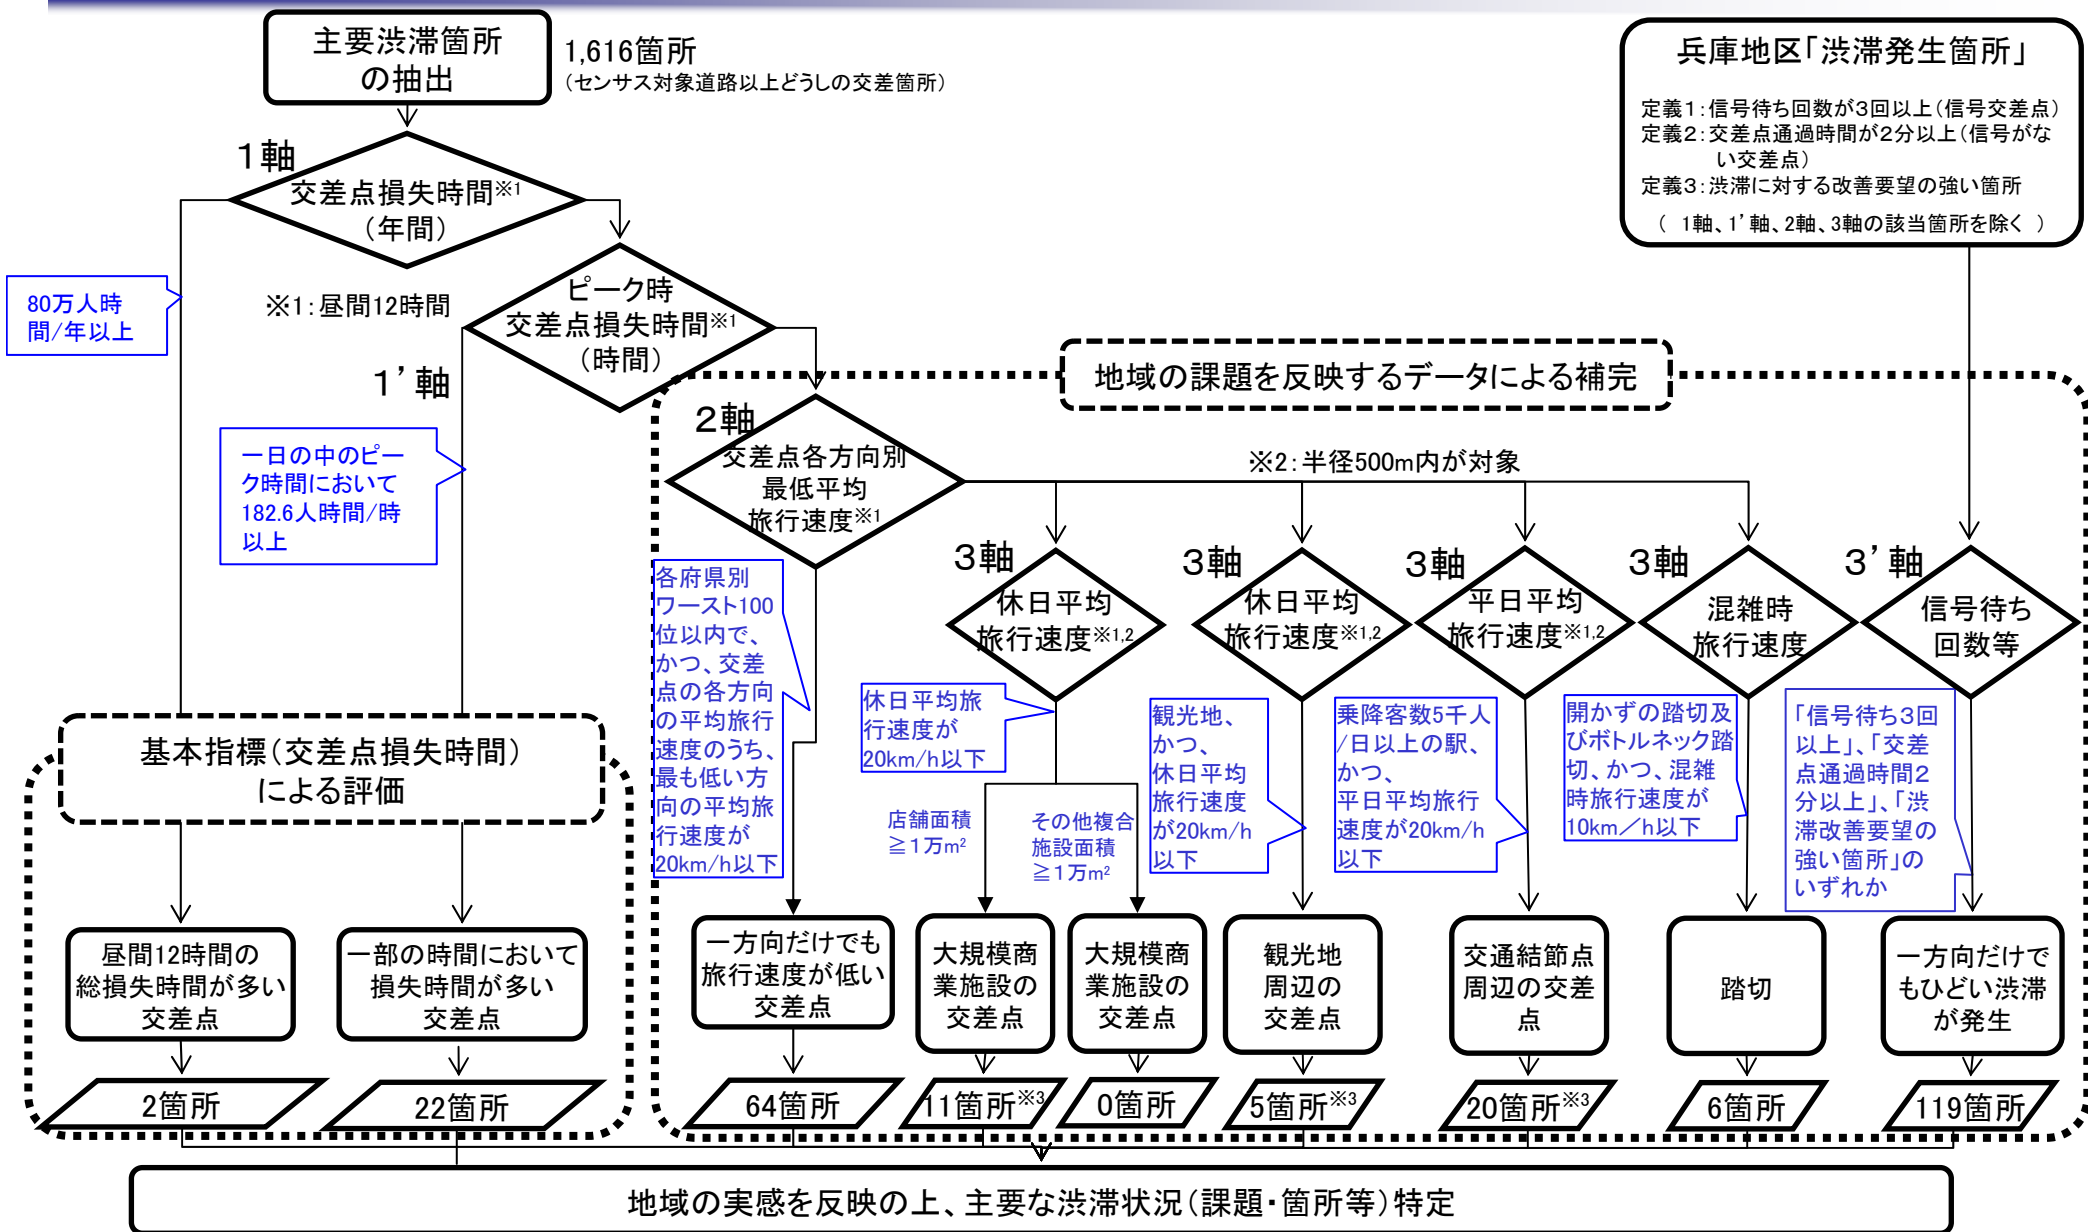 主要渋滞箇所
の抽出
1,616箇所
（センサス対象道路以上どうしの交差箇所）
兵庫地区「渋滞発生箇所」
定義1：信号待ち回数が3回以上（信号交差点）
定義2：交差点通過時間が2分以上（信号がな
い交差点）
定義3：渋滞に対する改善要望の強い箇所
（ 1軸、1’軸、2軸、3軸の該当箇所を除く ）
1軸
交差点損失時間※1
（年間）
80万人時
間/年以上
※1：昼間12時間
ピーク時
交差点損失時間※1
（時間）
1’軸
一日の中のピー
ク時間において
182.6人時間/時
以上
地域の課題を反映するデータによる補完
2軸
交差点各方向別
最低平均
旅行速度※1
※2：半径500m内が対象
各府県別
ワースト100
位以内で、
かつ、交差
点の各方向
の平均旅行
速度のうち、
最も低い方
向の平均旅
行速度が
20km/h以下
3軸
休日平均
旅行速度※1,2
3軸
休日平均
旅行速度※1,2
3軸
平日平均
旅行速度※1,2
3軸
混雑時
旅行速度
3’軸
信号待ち
回数等
休日平均旅
行速度が
20km/h以下
店舗面積
≧1万m²
その他複合
施設面積
≧1万m²
観光地、
かつ、
休日平均
旅行速度
が20km/h
以下
乗降客数5千人
/日以上の駅、
かつ、
平日平均旅行
速度が20km/h
以下
開かずの踏切及
びボトルネック踏
切、かつ、混雑
時旅行速度が
10km／h以下
「信号待ち3回
以上」、「交差
点通過時間2
分以上」、「渋
滞改善要望の
強い箇所」の
いずれか
基本指標（交差点損失時間）
による評価
昼間12時間の
総損失時間が多い
交差点
一部の時間において
損失時間が多い
交差点
一方向だけでも
旅行速度が低い
交差点
大規模商
業施設の
交差点
大規模商
業施設の
交差点
観光地
周辺の
交差点
交通結節点
周辺の交差
点
踏切
一方向だけで
もひどい渋滞
が発生
2箇所
22箇所
64箇所
11箇所※3
0箇所
5箇所※3
20箇所※3
6箇所
119箇所
地域の実感を反映の上、主要な渋滞状況（課題・箇所等）特定